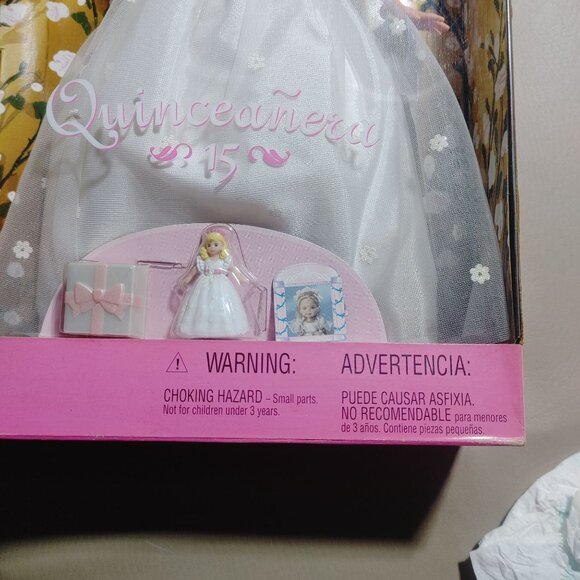 Quinceañera
15
WARNING:
CHOKING HAZARD – Small parts.
Not for children under 3 years.
ADVERTENCIA:
PUEDE CAUSAR ASFIXIA.
NO RECOMENDABLE para menores
de 3 años. Contiene piezas pequeñas.